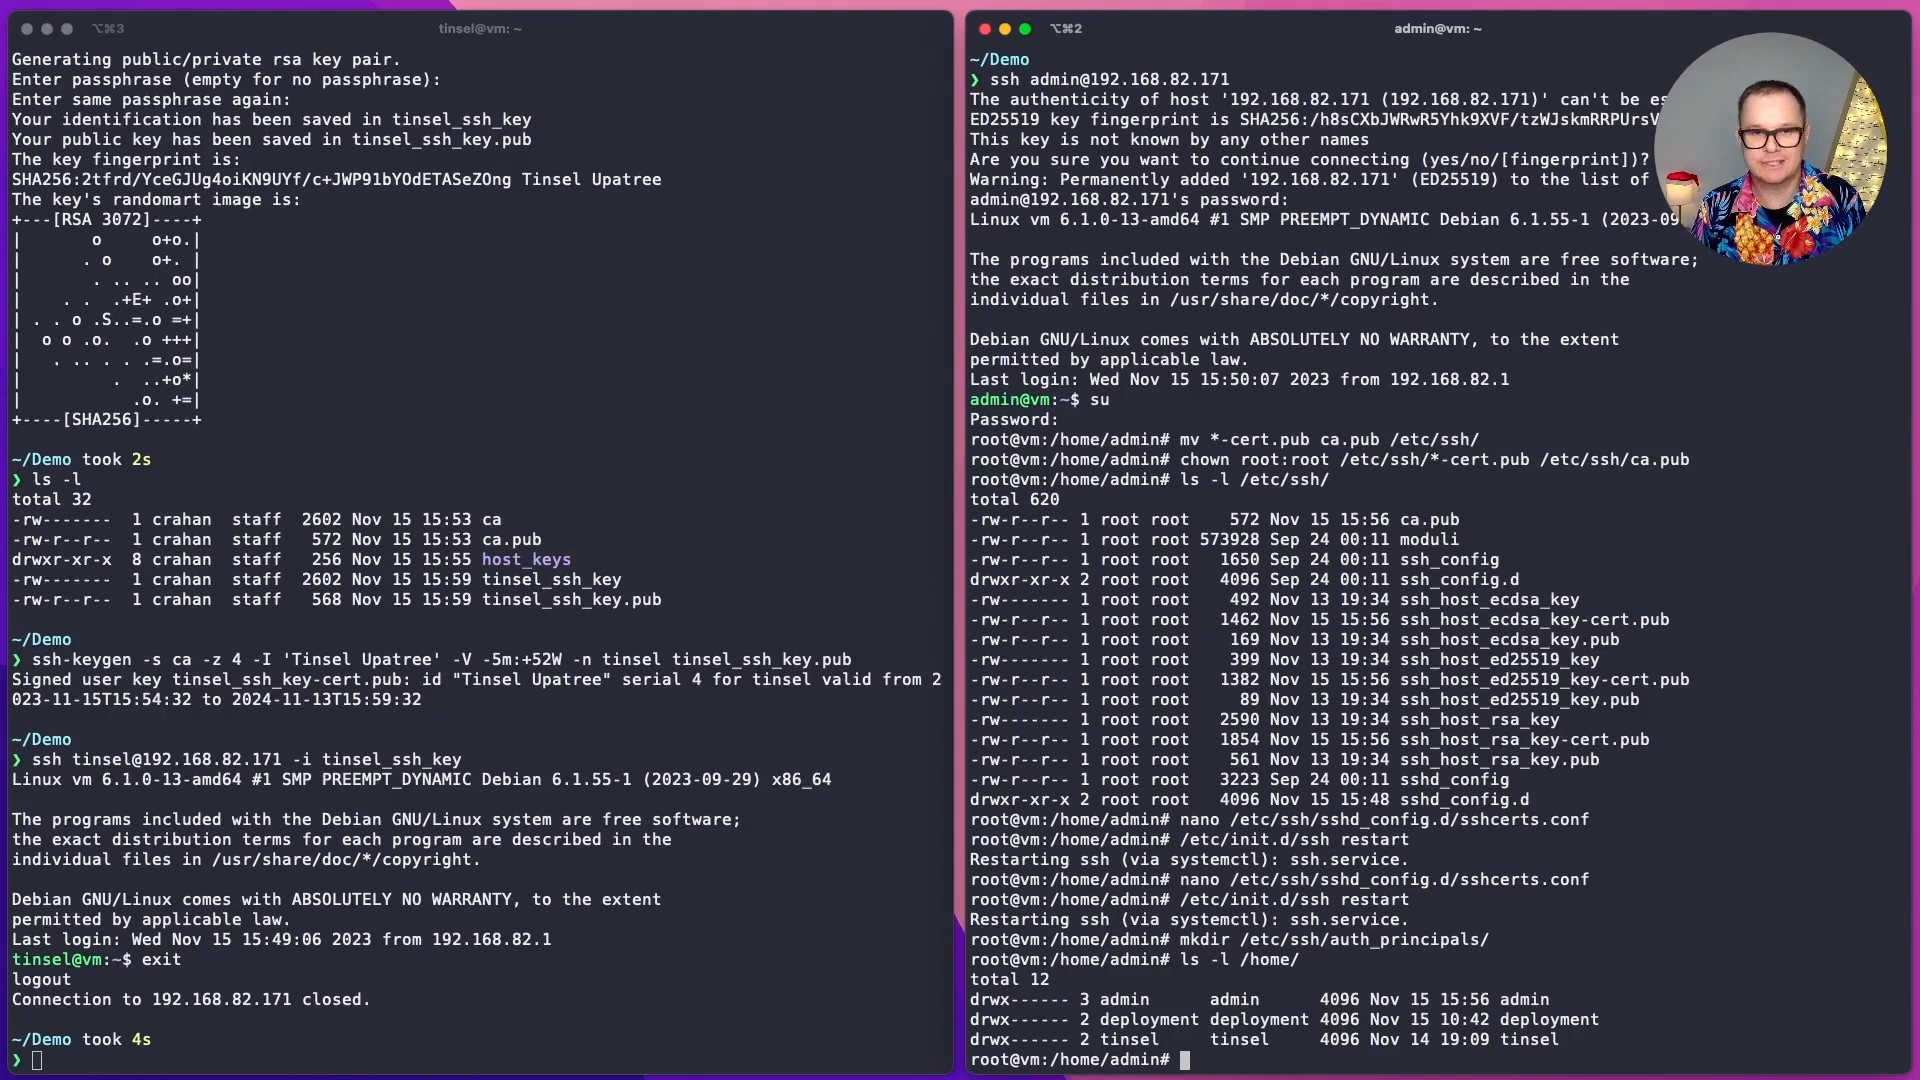 ⌥⌘3
tinsel@vm: ~
Generating public/private rsa key pair.
Enter passphrase (empty for no passphrase):
Enter same passphrase again:
Your identification has been saved in tinsel_ssh_key
Your public key has been saved in tinsel_ssh_key.pub
The key fingerprint is:
SHA256:2tfrd/YceGJUg4oiKN9UYf/c+JWP91bYOdETASeZOng Tinsel Upatree
The key's randomart image is:
+---[RSA 3072]----+
|       o     o+o.|
|      . o    o+. |
|       . .. .. oo|
|    . .  .+E+ .o+|
| . . o .S..=.o =+|
|  o o .o.  .o +++|
|   . .. . . .=.o=|
|         .  ..+o*|
|           .o. +=|
+----[SHA256]-----+
~/Demo took 2s
❯ ls -l
total 32
-rw-------  1 crahan  staff  2602 Nov 15 15:53 ca
-rw-r--r--  1 crahan  staff   572 Nov 15 15:53 ca.pub
drwxr-xr-x  8 crahan  staff   256 Nov 15 15:55 host_keys
-rw-------  1 crahan  staff  2602 Nov 15 15:59 tinsel_ssh_key
-rw-r--r--  1 crahan  staff   568 Nov 15 15:59 tinsel_ssh_key.pub
~/Demo
❯ ssh-keygen -s ca -z 4 -I 'Tinsel Upatree' -V -5m:+52W -n tinsel tinsel_ssh_key.pub
Signed user key tinsel_ssh_key-cert.pub: id "Tinsel Upatree" serial 4 for tinsel valid from 2
023-11-15T15:54:32 to 2024-11-13T15:59:32
~/Demo
❯ ssh tinsel@192.168.82.171 -i tinsel_ssh_key
Linux vm 6.1.0-13-amd64 #1 SMP PREEMPT_DYNAMIC Debian 6.1.55-1 (2023-09-29) x86_64
The programs included with the Debian GNU/Linux system are free software;
the exact distribution terms for each program are described in the
individual files in /usr/share/doc/*/copyright.
Debian GNU/Linux comes with ABSOLUTELY NO WARRANTY, to the extent
permitted by applicable law.
Last login: Wed Nov 15 15:49:06 2023 from 192.168.82.1
tinsel@vm:~$ exit
logout
Connection to 192.168.82.171 closed.
~/Demo took 4s
❯
⌥⌘2
admin@vm: ~
~/Demo
❯ ssh admin@192.168.82.171
The authenticity of host '192.168.82.171 (192.168.82.171)' can't be es
ED25519 key fingerprint is SHA256:/h8sCXbJWRwR5Yhk9XVF/tzWJskmRRPUrsV
This key is not known by any other names
Are you sure you want to continue connecting (yes/no/[fingerprint])?
Warning: Permanently added '192.168.82.171' (ED25519) to the list of
admin@192.168.82.171's password:
Linux vm 6.1.0-13-amd64 #1 SMP PREEMPT_DYNAMIC Debian 6.1.55-1 (2023-09
The programs included with the Debian GNU/Linux system are free software;
the exact distribution terms for each program are described in the
individual files in /usr/share/doc/*/copyright.
Debian GNU/Linux comes with ABSOLUTELY NO WARRANTY, to the extent
permitted by applicable law.
Last login: Wed Nov 15 15:50:07 2023 from 192.168.82.1
admin@vm:~$ su
Password:
root@vm:/home/admin# mv *-cert.pub ca.pub /etc/ssh/
root@vm:/home/admin# chown root:root /etc/ssh/*-cert.pub /etc/ssh/ca.pub
root@vm:/home/admin# ls -l /etc/ssh/
total 620
-rw-r--r-- 1 root root    572 Nov 15 15:56 ca.pub
-rw-r--r-- 1 root root 573928 Sep 24 00:11 moduli
-rw-r--r-- 1 root root   1650 Sep 24 00:11 ssh_config
drwxr-xr-x 2 root root   4096 Sep 24 00:11 ssh_config.d
-rw------- 1 root root    492 Nov 13 19:34 ssh_host_ecdsa_key
-rw-r--r-- 1 root root   1462 Nov 15 15:56 ssh_host_ecdsa_key-cert.pub
-rw-r--r-- 1 root root    169 Nov 13 19:34 ssh_host_ecdsa_key.pub
-rw------- 1 root root    399 Nov 13 19:34 ssh_host_ed25519_key
-rw-r--r-- 1 root root   1382 Nov 15 15:56 ssh_host_ed25519_key-cert.pub
-rw-r--r-- 1 root root     89 Nov 13 19:34 ssh_host_ed25519_key.pub
-rw------- 1 root root   2590 Nov 13 19:34 ssh_host_rsa_key
-rw-r--r-- 1 root root   1854 Nov 15 15:56 ssh_host_rsa_key-cert.pub
-rw-r--r-- 1 root root    561 Nov 13 19:34 ssh_host_rsa_key.pub
-rw-r--r-- 1 root root   3223 Sep 24 00:11 sshd_config
drwxr-xr-x 2 root root   4096 Nov 15 15:48 sshd_config.d
root@vm:/home/admin# nano /etc/ssh/sshd_config.d/sshcerts.conf
root@vm:/home/admin# /etc/init.d/ssh restart
Restarting ssh (via systemctl): ssh.service.
root@vm:/home/admin# nano /etc/ssh/sshd_config.d/sshcerts.conf
root@vm:/home/admin# /etc/init.d/ssh restart
Restarting ssh (via systemctl): ssh.service.
root@vm:/home/admin# mkdir /etc/ssh/auth_principals/
root@vm:/home/admin# ls -l /home/
total 12
drwx------ 3 admin      admin      4096 Nov 15 15:56 admin
drwx------ 2 deployment deployment 4096 Nov 15 10:42 deployment
drwx------ 2 tinsel     tinsel     4096 Nov 14 19:09 tinsel
root@vm:/home/admin#